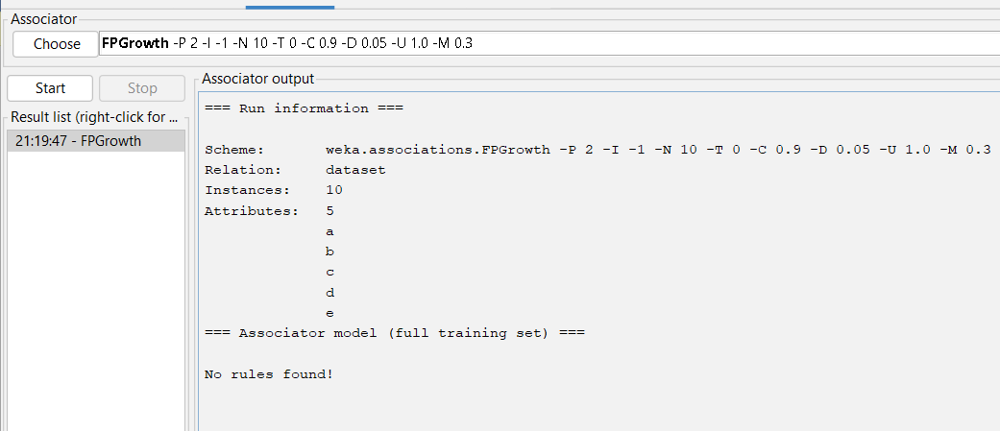 Associator
Choose FPGrowth -P 2 -I -1 -N 10 -T 0 -C 0.9 -D 0.05 -U 1.0 -M 0.3
Start Stop
Result list (right-click for ...
21:19:47 - FPGrowth
Associator output
=== Run information ===
Scheme: weka.associations.FPGrowth -P 2 -I -1 -N 10 -T 0 -C 0.9 -D 0.05 -U 1.0 -M 0.3
Relation: dataset
Instances: 10
Attributes: 5
a
b
c
d
e
=== Associator model (full training set) ===
No rules found!